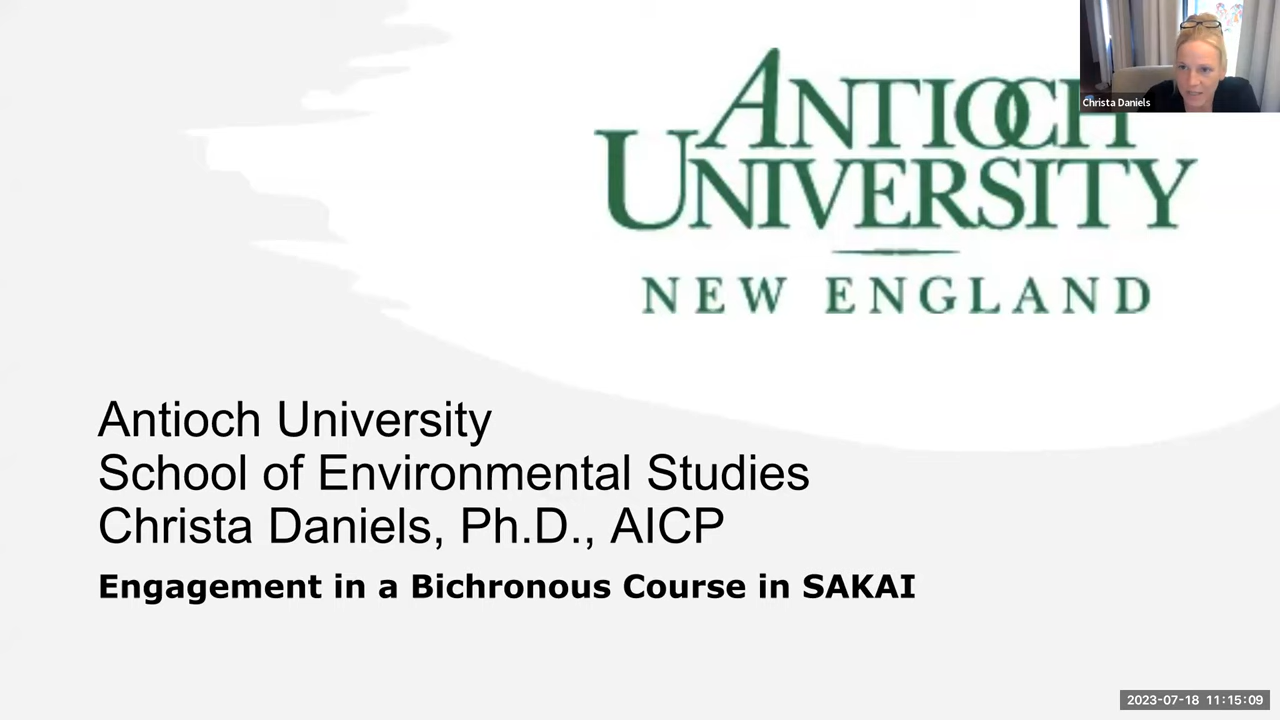 ANTIOCH
UNIVERSITY
NEW ENGLAND
Christa Daniels
Antioch University
School of Environmental Studies
Christa Daniels, Ph.D., AICP
Engagement in a Bichronous Course in SAKAI
2023-07-18 11:15:09